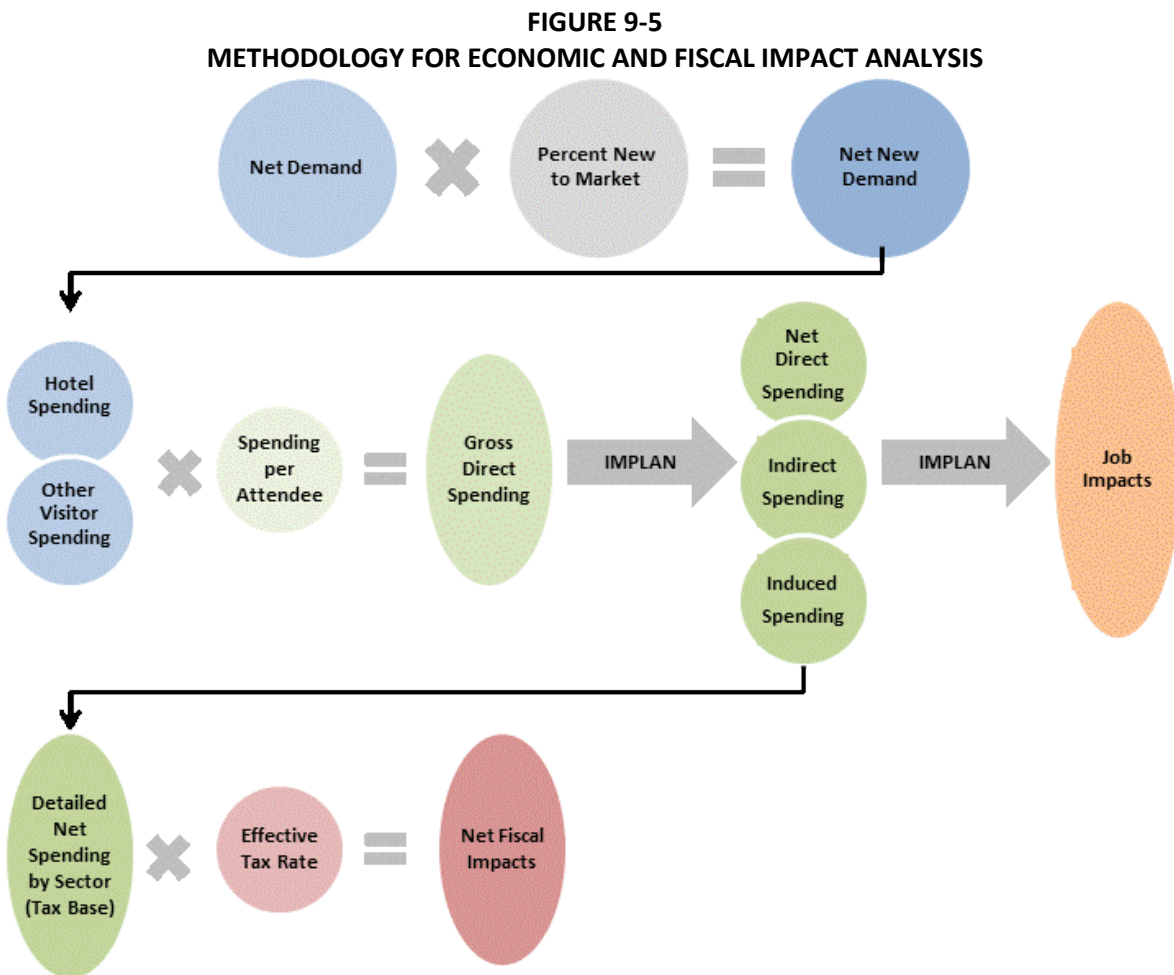 FIGURE 9-5
METHODOLOGY FOR ECONOMIC AND FISCAL IMPACT ANALYSIS
Net Demand
Percent New
to Market
Net New
Demand
Hotel
Spending
Other
Visitor
Spending
Spending
per
Attendee
Gross
Direct
Spending
IMPLAN
Net
Direct
Spending
Indirect
Spending
Induced
Spending
IMPLAN
Job
Impacts
Detailed
Net
Spending
by Sector
(Tax Base)
Effective
Tax Rate
Net Fiscal
Impacts